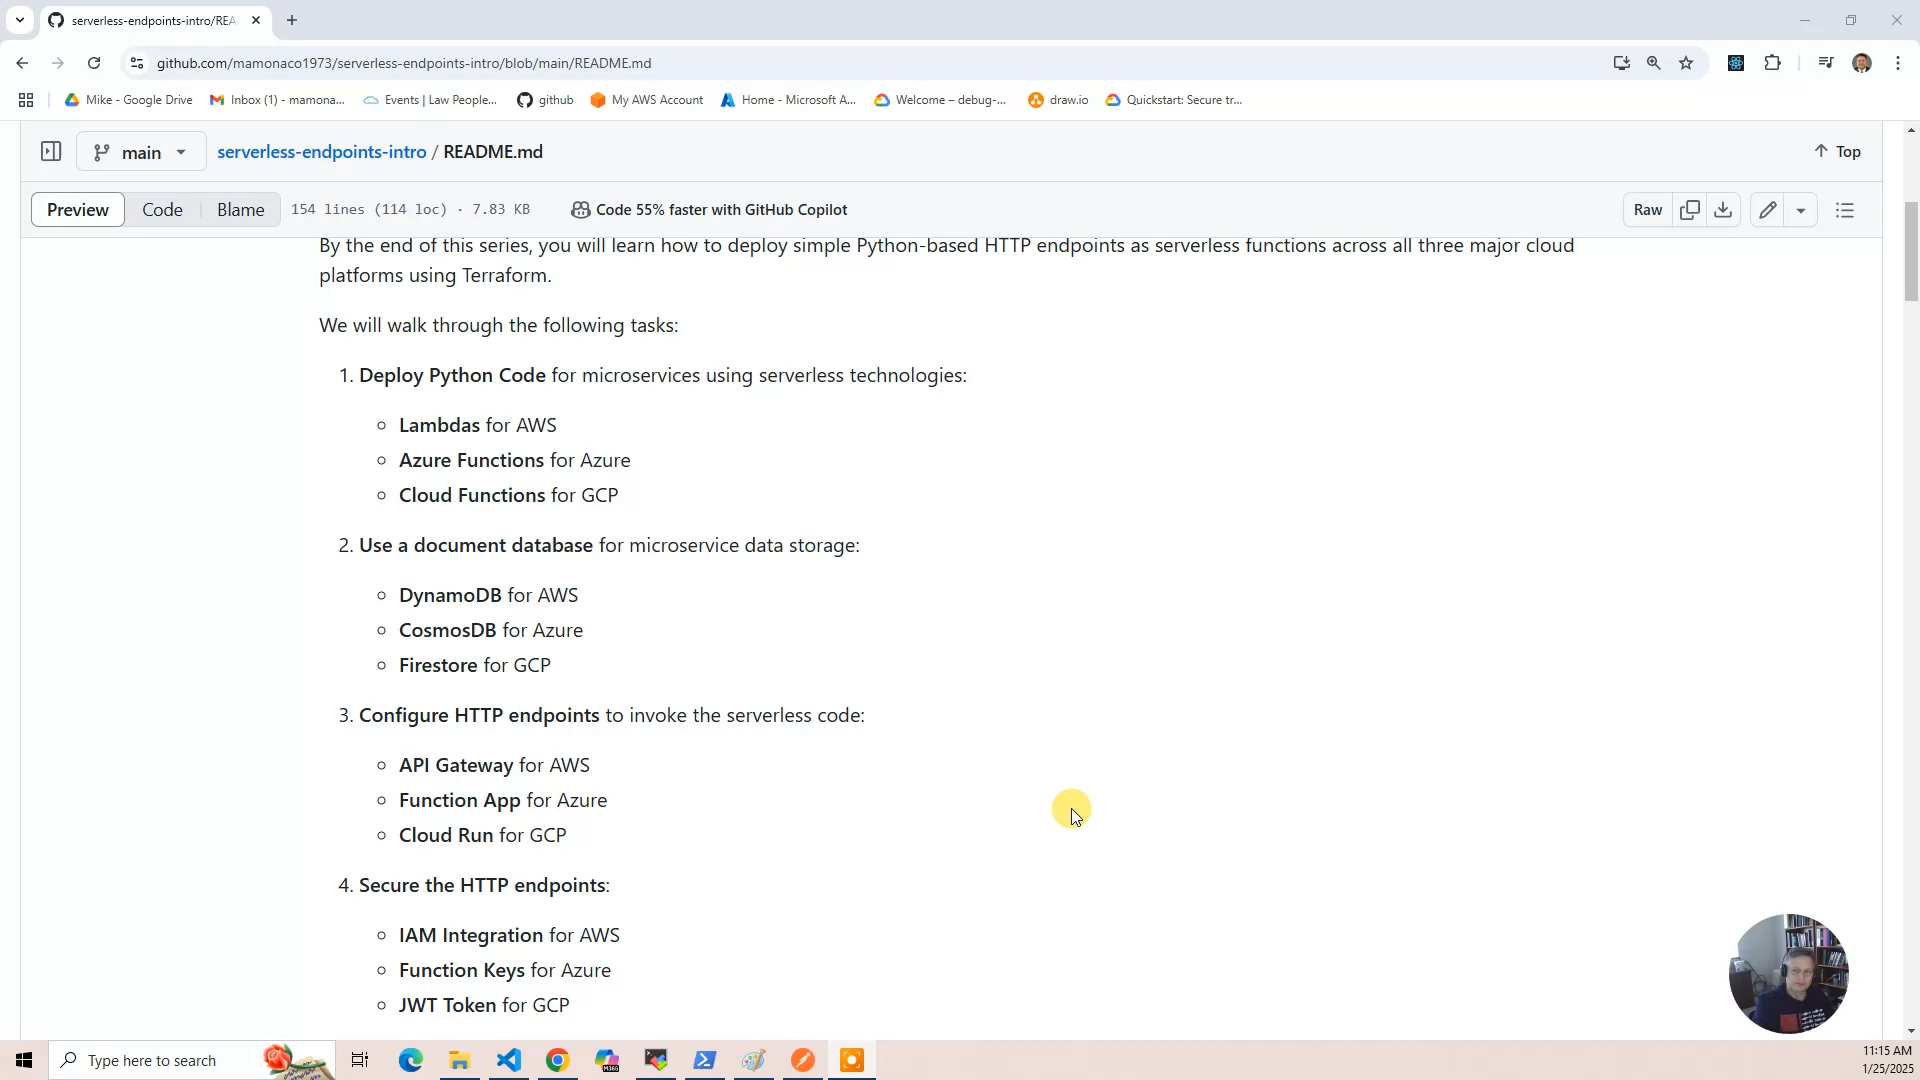 serverless-endpoints-intro/REA
github.com/mamonaco1973/serverless-endpoints-intro/blob/main/README.md
Mike - Google Drive
Inbox (1) - mamona...
Events | Law People...
github
My AWS Account
Home - Microsoft A...
Welcome – debug-...
draw.io
Quickstart: Secure tr...
main
serverless-endpoints-intro / README.md
Top
Preview
Code
Blame
154 lines (114 loc) · 7.83 KB
Code 55% faster with GitHub Copilot
Raw
By the end of this series, you will learn how to deploy simple Python-based HTTP endpoints as serverless functions across all three major cloud
platforms using Terraform.
We will walk through the following tasks:
1. Deploy Python Code for microservices using serverless technologies:
Lambdas for AWS
Azure Functions for Azure
Cloud Functions for GCP
2. Use a document database for microservice data storage:
DynamoDB for AWS
CosmosDB for Azure
Firestore for GCP
3. Configure HTTP endpoints to invoke the serverless code:
API Gateway for AWS
Function App for Azure
Cloud Run for GCP
4. Secure the HTTP endpoints:
IAM Integration for AWS
Function Keys for Azure
JWT Token for GCP
Type here to search
M365
11:15 AM
1/25/2025